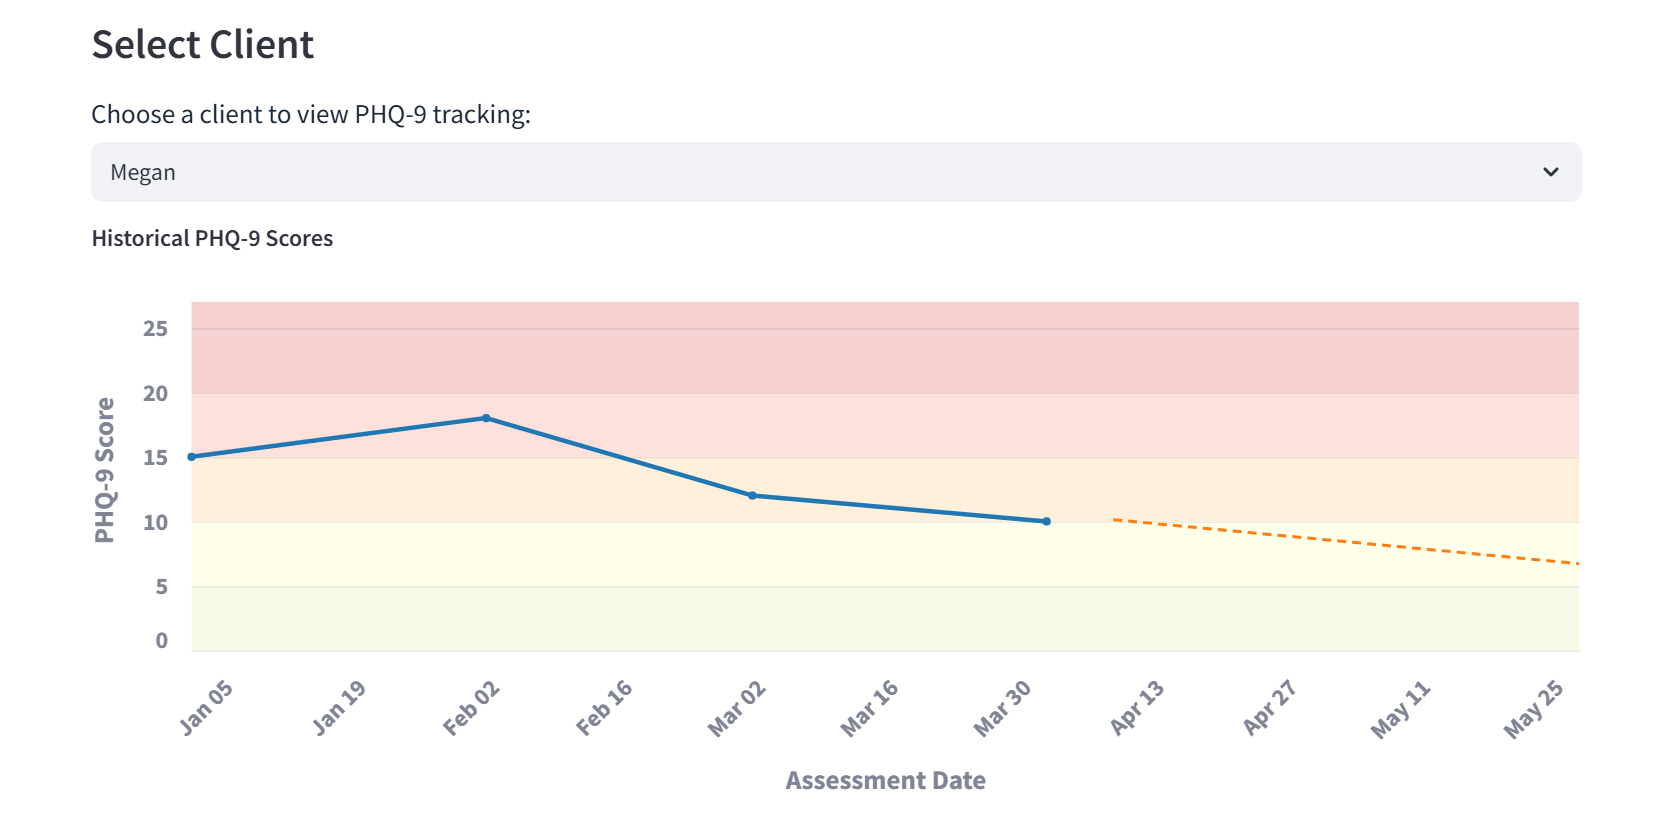 Select Client
Choose a client to view PHQ-9 tracking:
Megan
Historical PHQ-9 Scores
25
20
15
10
5
0
PHQ-9 Score
Jan 05
Jan 19
Feb 02
Feb 16
Mar 02
Mar 16
Mar 30
Apr 13
Apr 27
May 11
May 25
Assessment Date